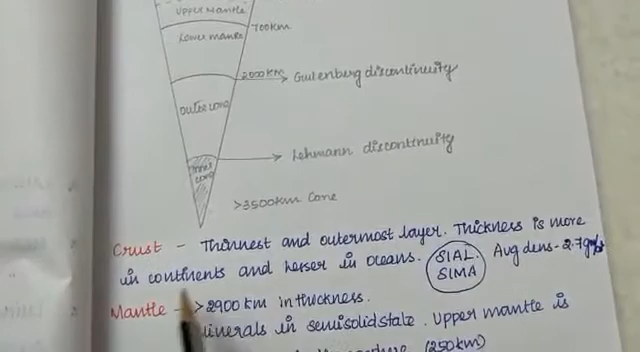 Upper Mantle
700km
Lower Mantle
2000km
Gutenberg discontinuity
Outer core
Lehmann discontinuity
Inner core
>3500km Core
Crust - Thinnest and outermost layer. Thickness is more
in continents and lesser in oceans. SIAL SIMA Avg dens - 2.7g
Mantle - >2900 km in thickness.
minerals in semisolid state. Upper mantle is
(250km)